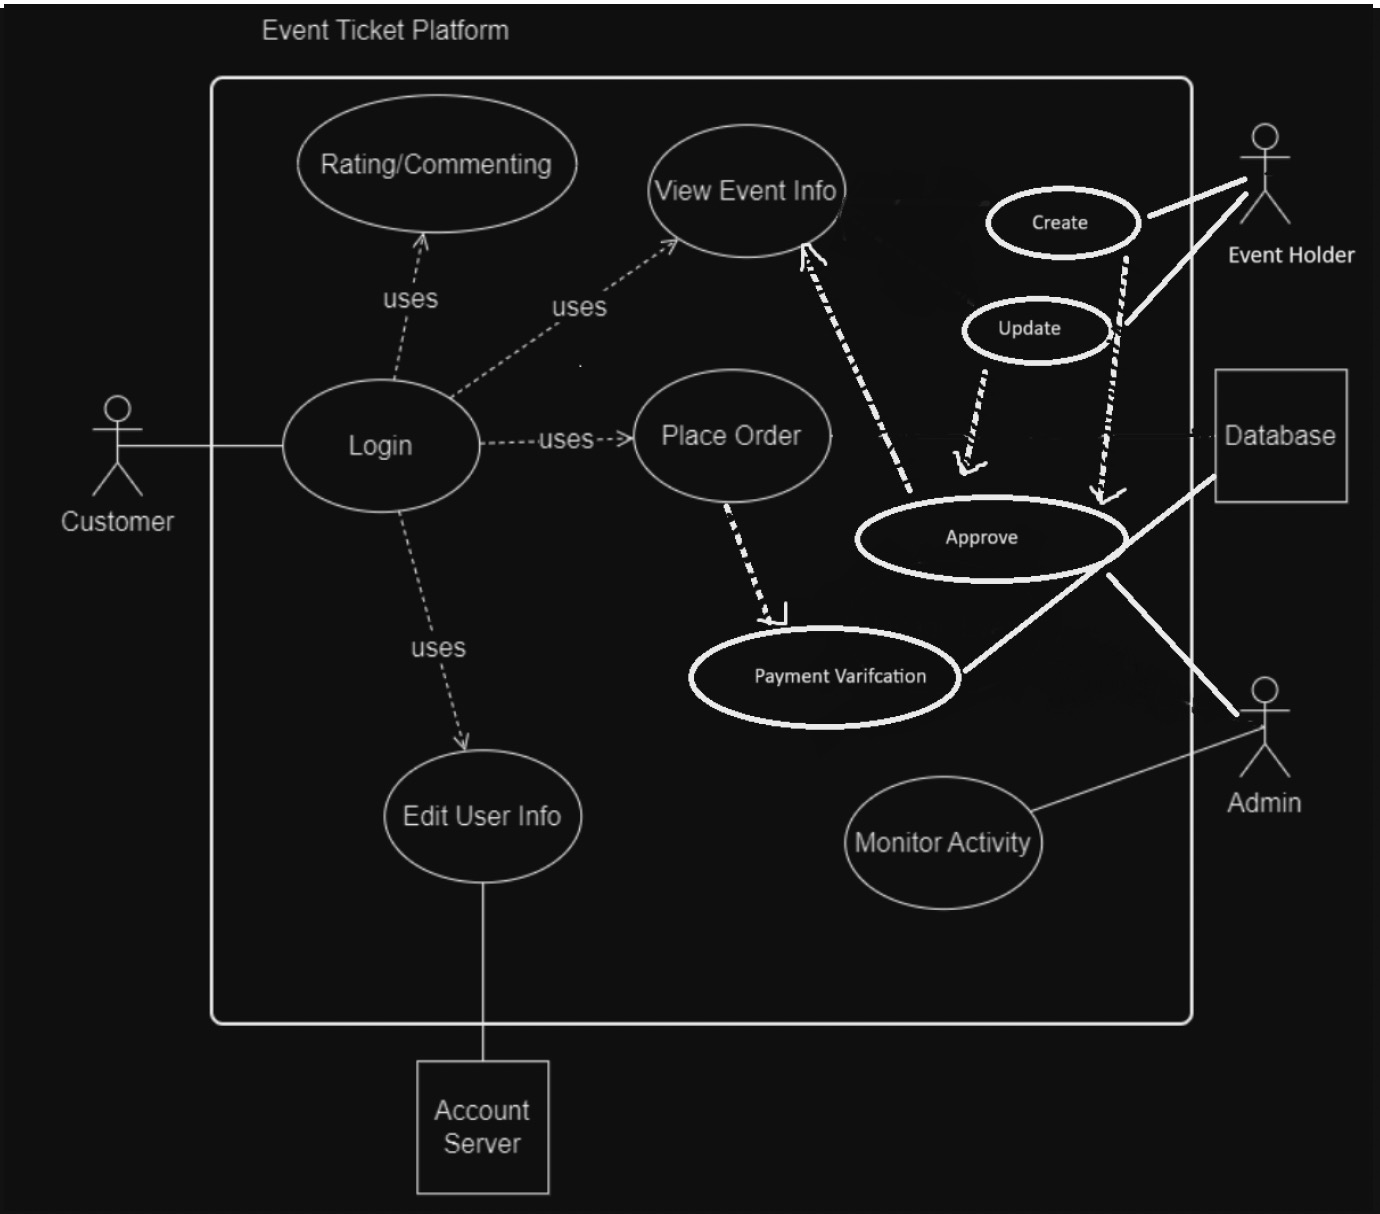 Event Ticket Platform
Rating/Commenting
View Event Info
Create
Event Holder
uses
uses
Update
Login
uses
Place Order
Database
Customer
Approve
uses
Payment Varifcation
Edit User Info
Monitor Activity
Admin
Account
Server